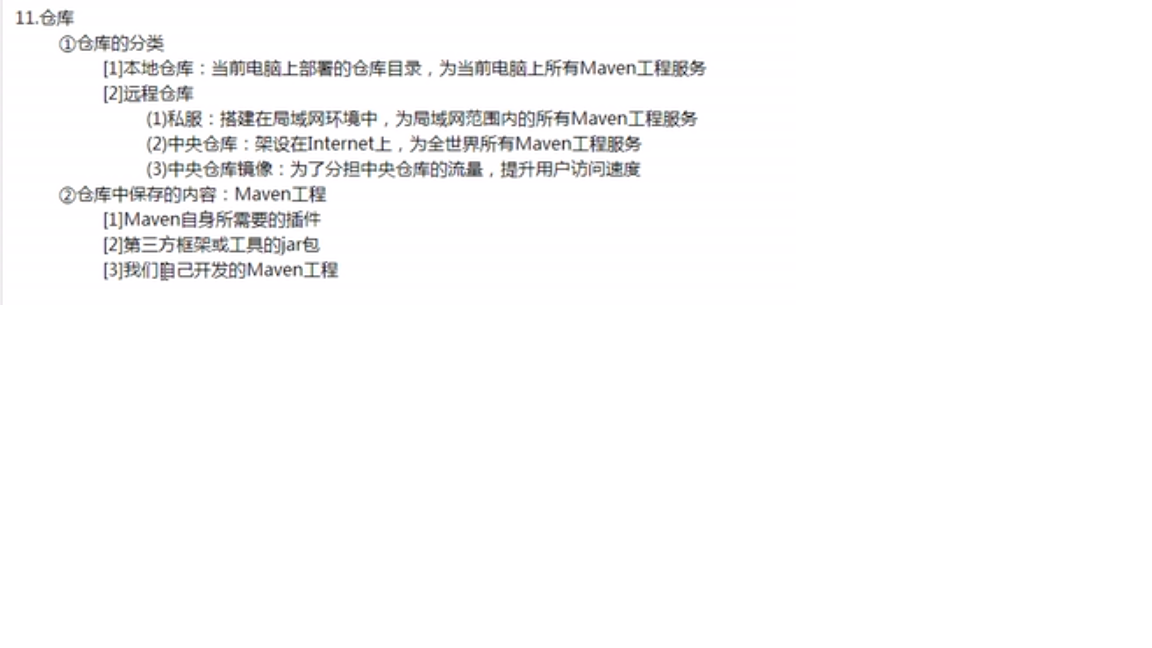 11.仓库
①仓库的分类
[1]本地仓库：当前电脑上部署的仓库目录，为当前电脑上所有Maven工程服务
[2]远程仓库
(1)私服：搭建在局域网环境中，为局域网范围内的所有Maven工程服务
(2)中央仓库：架设在Internet上，为全世界所有Maven工程服务
(3)中央仓库镜像：为了分担中央仓库的流量，提升用户访问速度
②仓库中保存的内容：Maven工程
[1]Maven自身所需要的插件
[2]第三方框架或工具的jar包
[3]我们自己开发的Maven工程